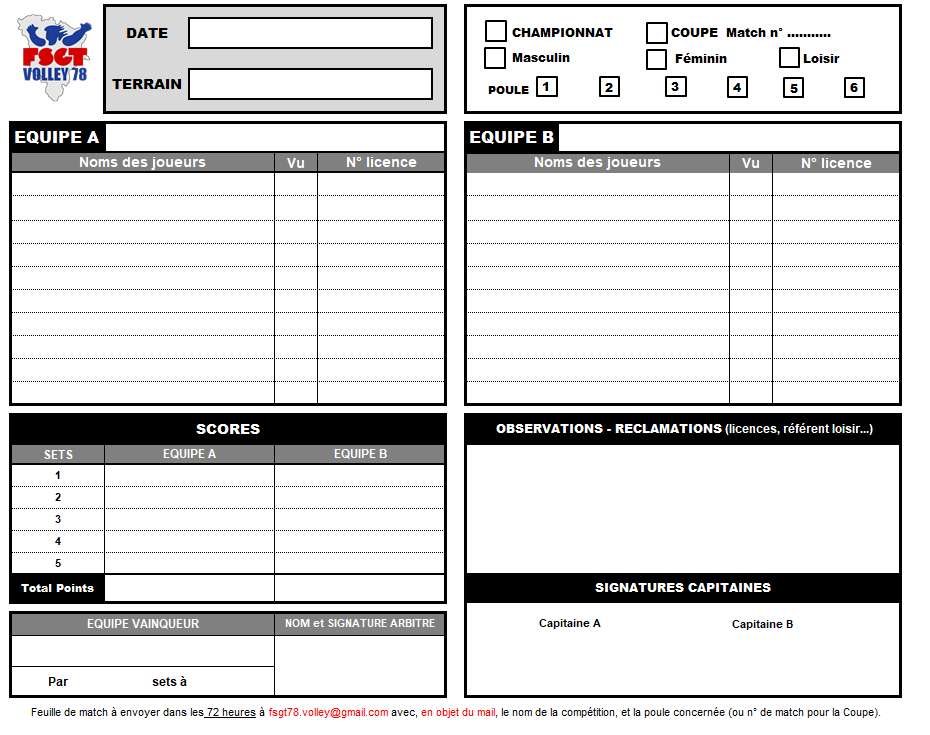 FSGT
VOLLEY 78
DATE
TERRAIN
CHAMPIONNAT
COUPE Match n° ...........
Masculin
Féminin
Loisir
POULE 1 2 3 4 5 6
EQUIPE A
Noms des joueurs Vu N° licence
EQUIPE B
Noms des joueurs Vu N° licence
SCORES
SETS EQUIPE A EQUIPE B
1
2
3
4
5
Total Points
EQUIPE VAINQUEUR
NOM et SIGNATURE ARBITRE
Par sets à
OBSERVATIONS - RECLAMATIONS (licences, référent loisir...)
SIGNATURES CAPITAINES
Capitaine A Capitaine B
Feuille de match à envoyer dans les 72 heures à fsgt78.volley@gmail.com avec, en objet du mail, le nom de la compétition, et la poule concernée (ou n° de match pour la Coupe).